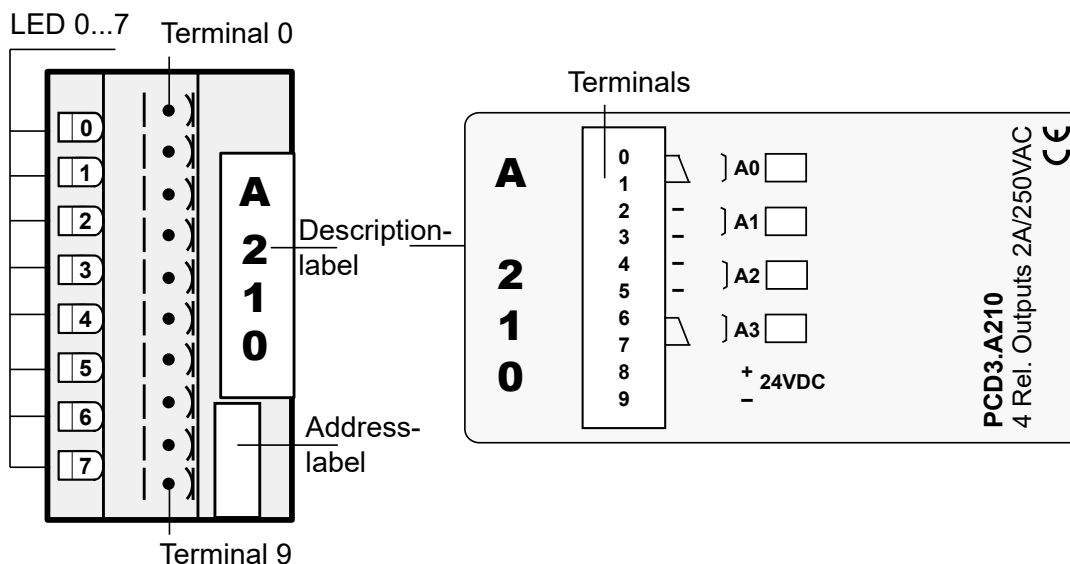 LED 0...7
Terminal 0
0
1
2
3
4
5
6
7
A
2
1
0
Description-
label
Address-
label
Terminal 9
Terminals
A
2
1
0
0
1
2
3
4
5
6
7
8
9
A0
A1
A2
A3
+
24VDC
–
PCD3.A210
4 Rel. Outputs 2A/250VAC
CE